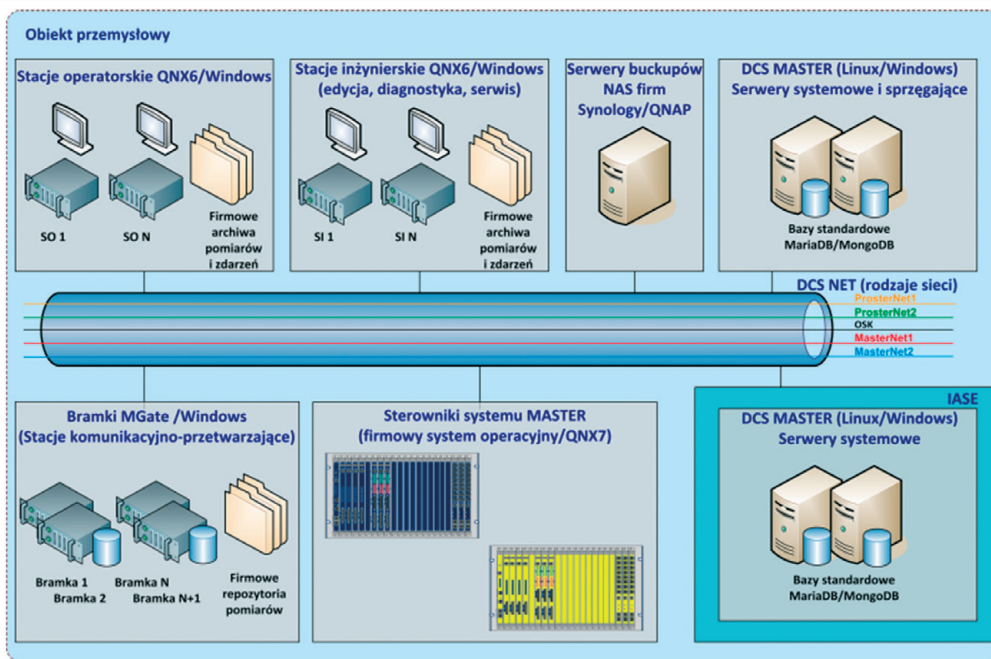 Obiekt przemysłowy
Stacje operatorskie QNX6/Windows
SO 1
SO N
Firmowe
archiwa
pomiarów
i zdarzeń
Stacje inżynierskie QNX6/Windows
(edycja, diagnostyka, serwis)
SI 1
SI N
Firmowe
archiwa
pomiarów
i zdarzeń
Serwery buckupów
NAS firm
Synology/QNAP
DCS MASTER (Linux/Windows)
Serwery systemowe i sprzęgające
Bazy standardowe
MariaDB/MongoDB
DCS NET (rodzaje sieci)
ProsterNet1
ProsterNet2
OSK
MasterNet1
MasterNet2
Bramki MGate /Windows
(Stacje komunikacyjno-przetwarzające)
Bramka 1
Bramka N
Bramka 2
Bramka N+1
Firmowe
repozytoria
pomiarów
Sterowniki systemu MASTER
(firmowy system operacyjny/QNX7)
IASE
DCS MASTER (Linux/Windows)
Serwery systemowe
Bazy standardowe
MariaDB/MongoDB